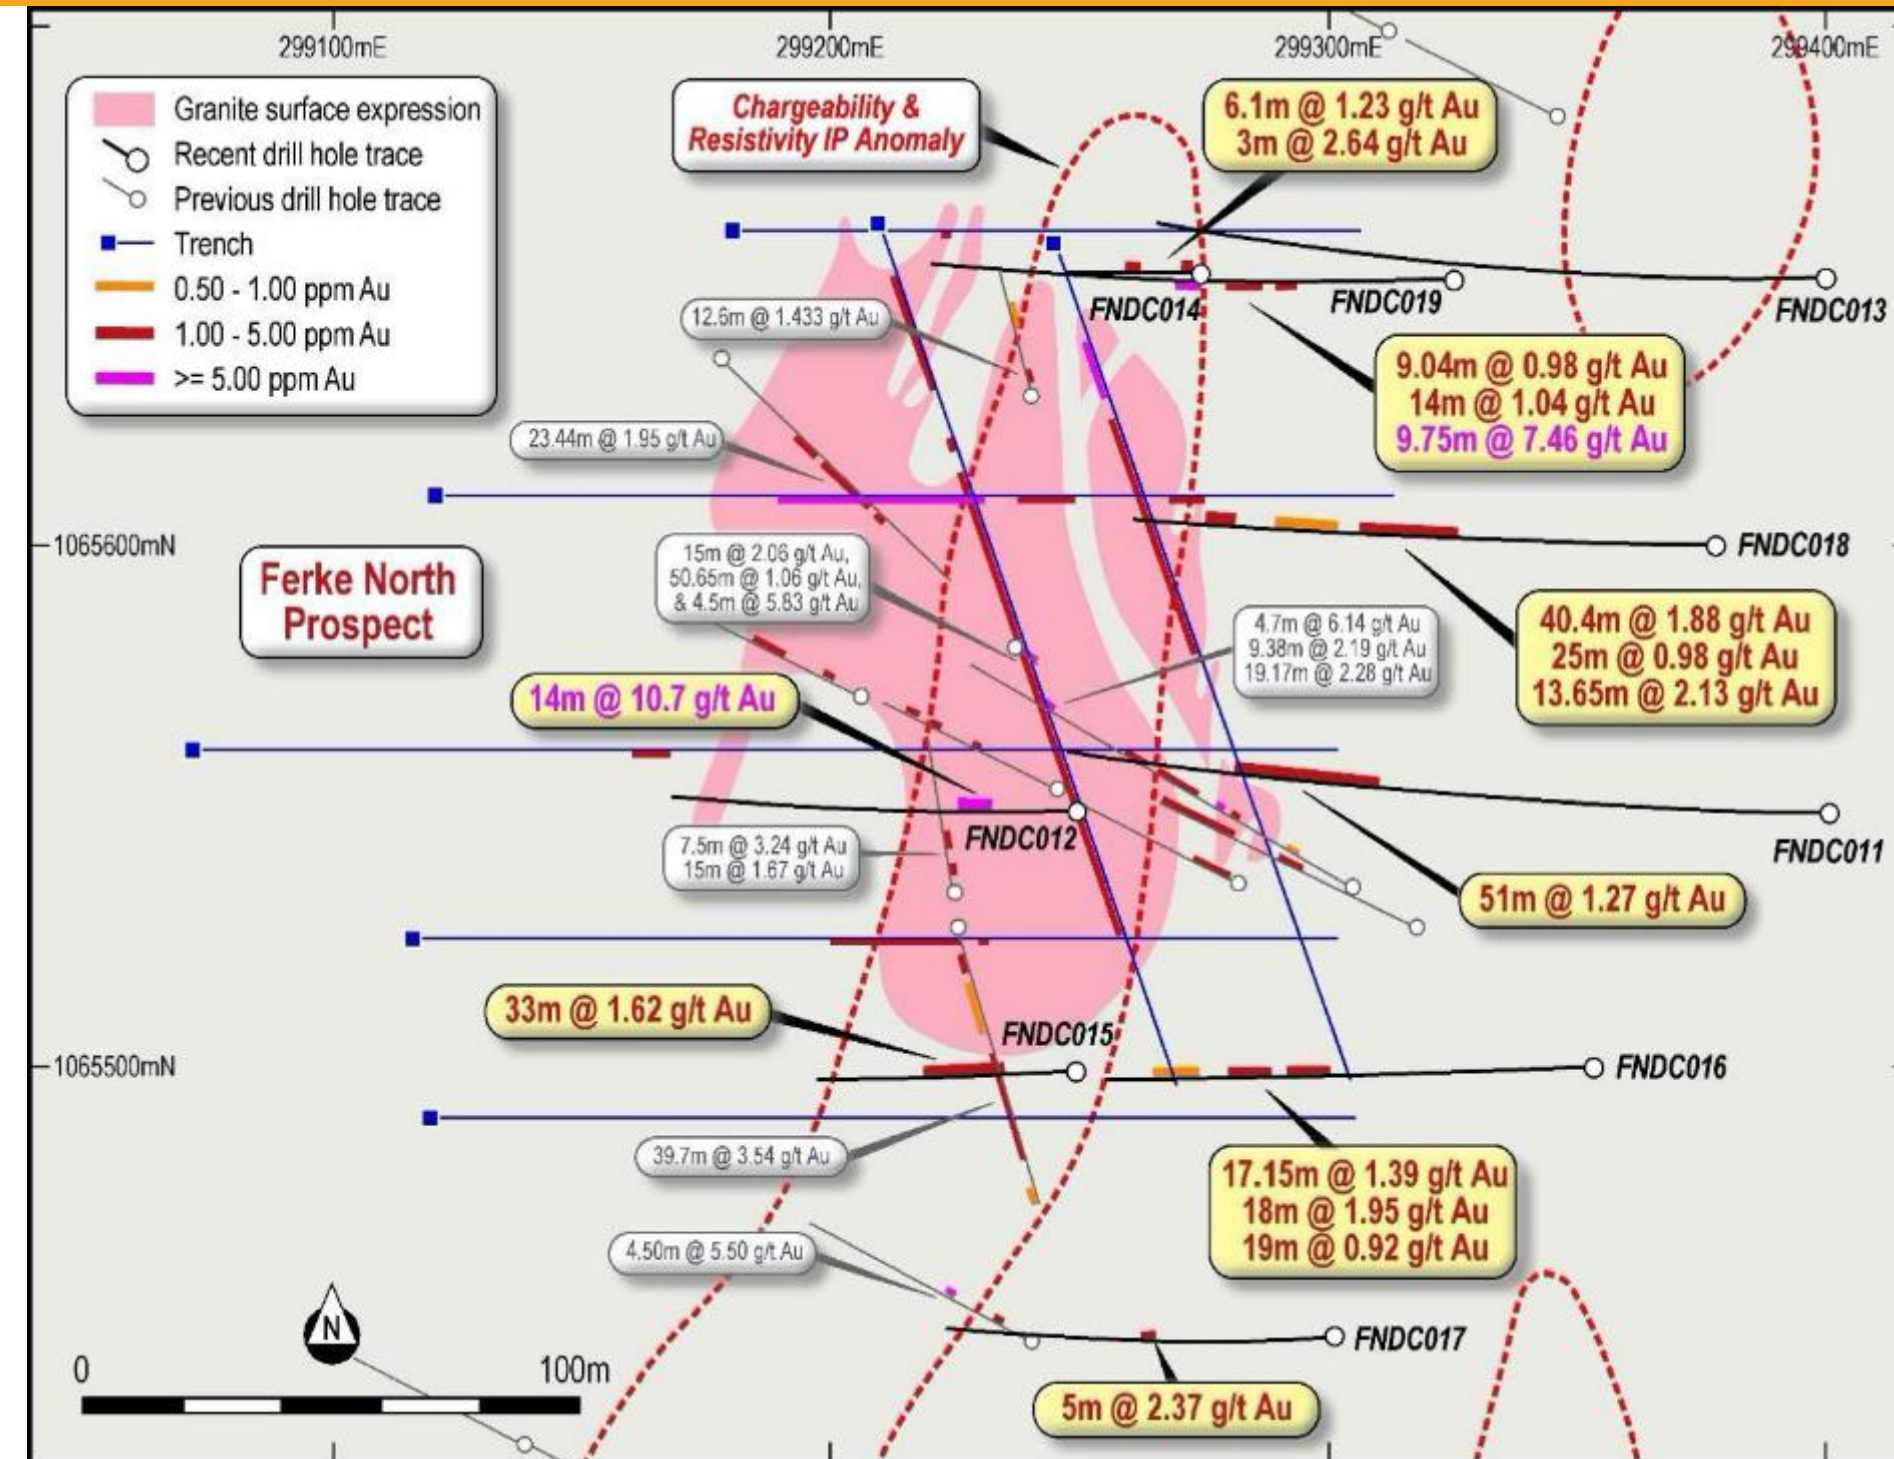 299100mE
299200mE
299300mE
299400mE
Granite surface expression
Recent drill hole trace
Previous drill hole trace
Trench
0.50 - 1.00 ppm Au
1.00 - 5.00 ppm Au
>= 5.00 ppm Au
Chargeability &
Resistivity IP Anomaly
6.1m @ 1.23 g/t Au
3m @ 2.64 g/t Au
FNDC014
FNDC019
FNDC013
12.6m @ 1.433 g/t Au
9.04m @ 0.98 g/t Au
14m @ 1.04 g/t Au
9.75m @ 7.46 g/t Au
23.44m @ 1.95 g/t Au
1065600mN
FNDC018
Ferke North
Prospect
15m @ 2.06 g/t Au,
50.65m @ 1.06 g/t Au,
& 4.5m @ 5.83 g/t Au
40.4m @ 1.88 g/t Au
25m @ 0.98 g/t Au
13.65m @ 2.13 g/t Au
4.7m @ 6.14 g/t Au
9.38m @ 2.19 g/t Au
19.17m @ 2.28 g/t Au
14m @ 10.7 g/t Au
FNDC012
FNDC011
7.5m @ 3.24 g/t Au
15m @ 1.67 g/t Au
51m @ 1.27 g/t Au
33m @ 1.62 g/t Au
FNDC015
1065500mN
FNDC016
39.7m @ 3.54 g/t Au
17.15m @ 1.39 g/t Au
18m @ 1.95 g/t Au
19m @ 0.92 g/t Au
4.50m @ 5.50 g/t Au
N
FNDC017
0
100m
5m @ 2.37 g/t Au